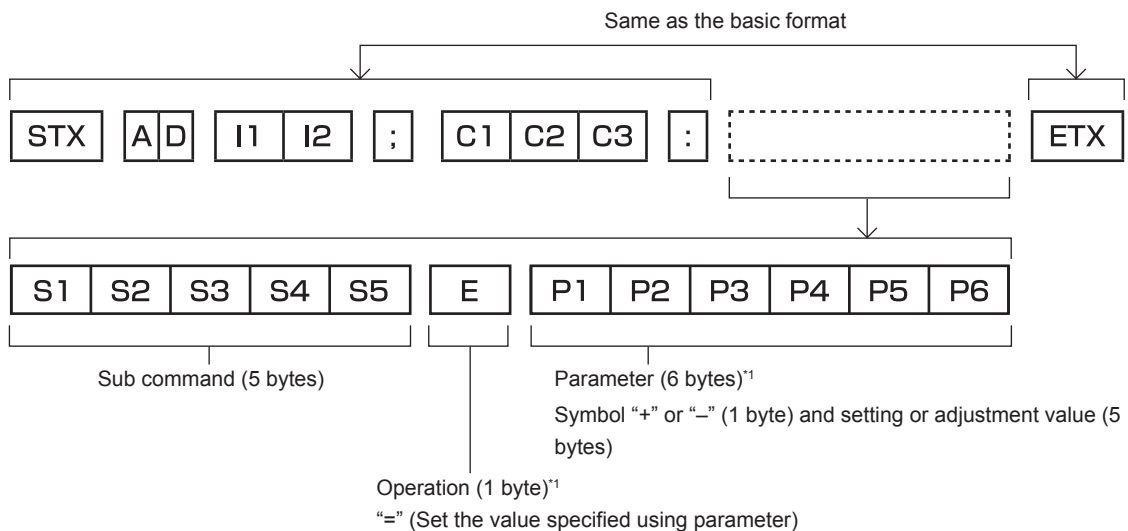 Same as the basic format
STX A D I1 I2 ; C1 C2 C3 : ETX
S1 S2 S3 S4 S5 E P1 P2 P3 P4 P5 P6
Sub command (5 bytes)
Parameter (6 bytes)*1
Symbol “+” or “–” (1 byte) and setting or adjustment value (5
bytes)
Operation (1 byte)*1
“=” (Set the value specified using parameter)